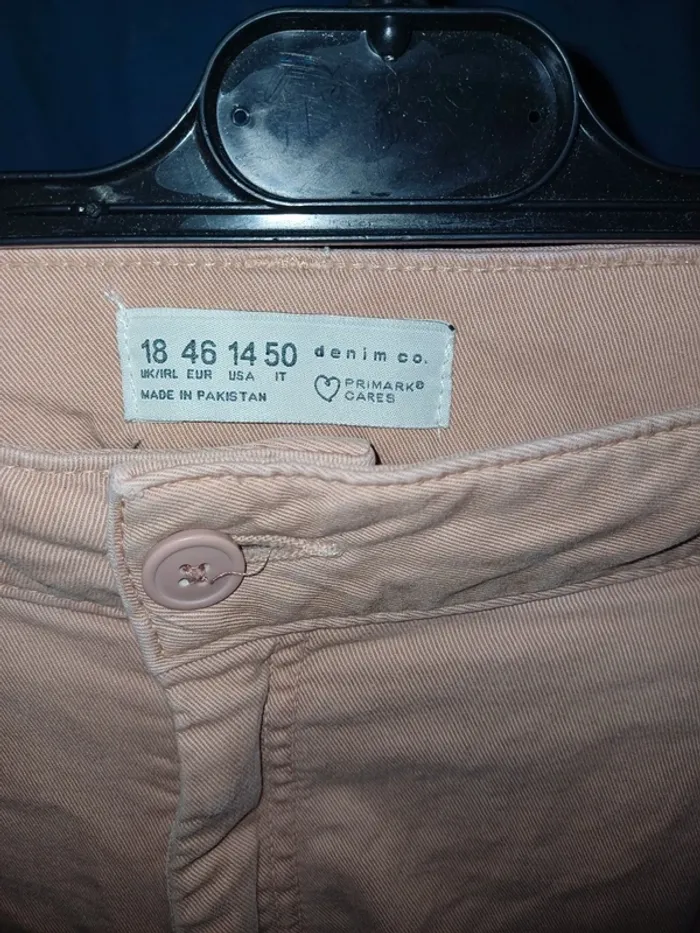 18 46 14 50
UK/IRL EUR USA IT
MADE IN PAKISTAN
denim co.
PRIMARK®
CARES